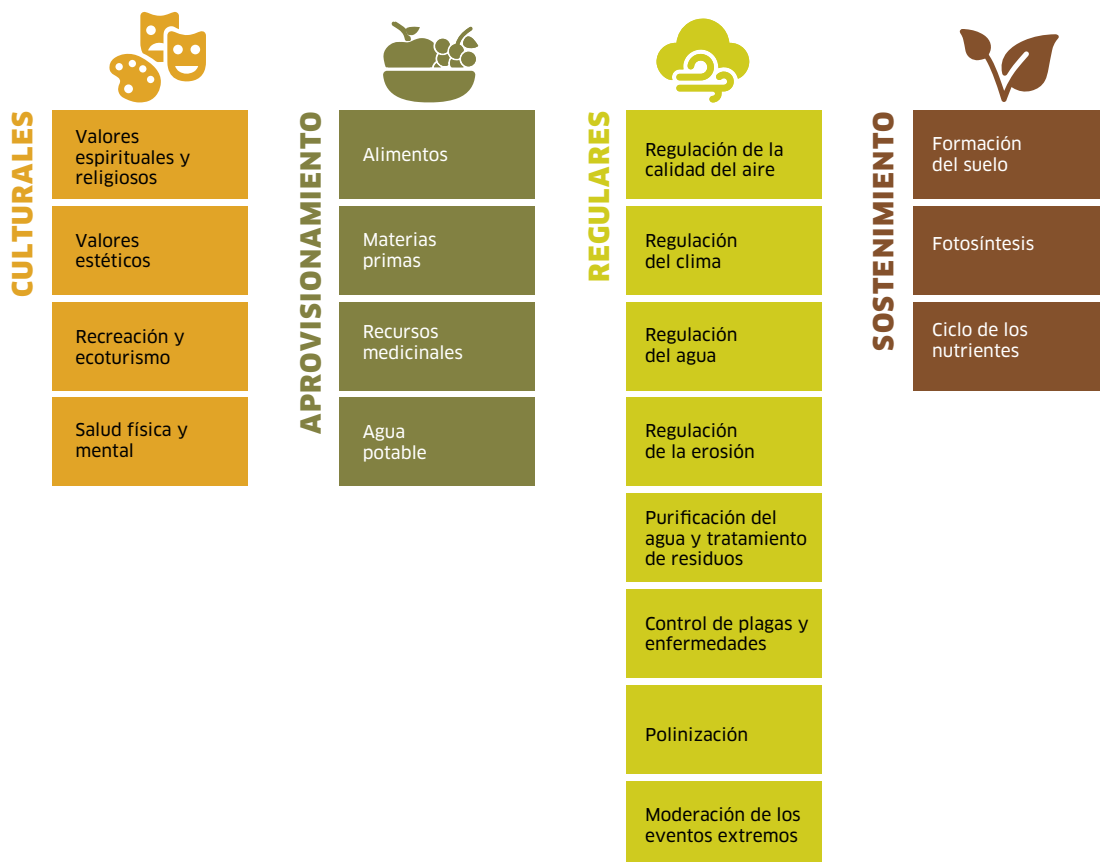 CULTURALES
Valores
espirituales y
religiosos
Valores
estéticos
Recreación y
ecoturismo
Salud física y
mental
APROVISIONAMIENTO
Alimentos
Materias
primas
Recursos
medicinales
Agua
potable
REGULARES
Regulación de la
calidad del aire
Regulación
del clima
Regulación
del agua
Regulación
de la erosión
Purificación del
agua y tratamiento
de residuos
Control de plagas y
enfermedades
Polinización
Moderación de los
eventos extremos
SOSTENIMIENTO
Formación
del suelo
Fotosíntesis
Ciclo de los
nutrientes